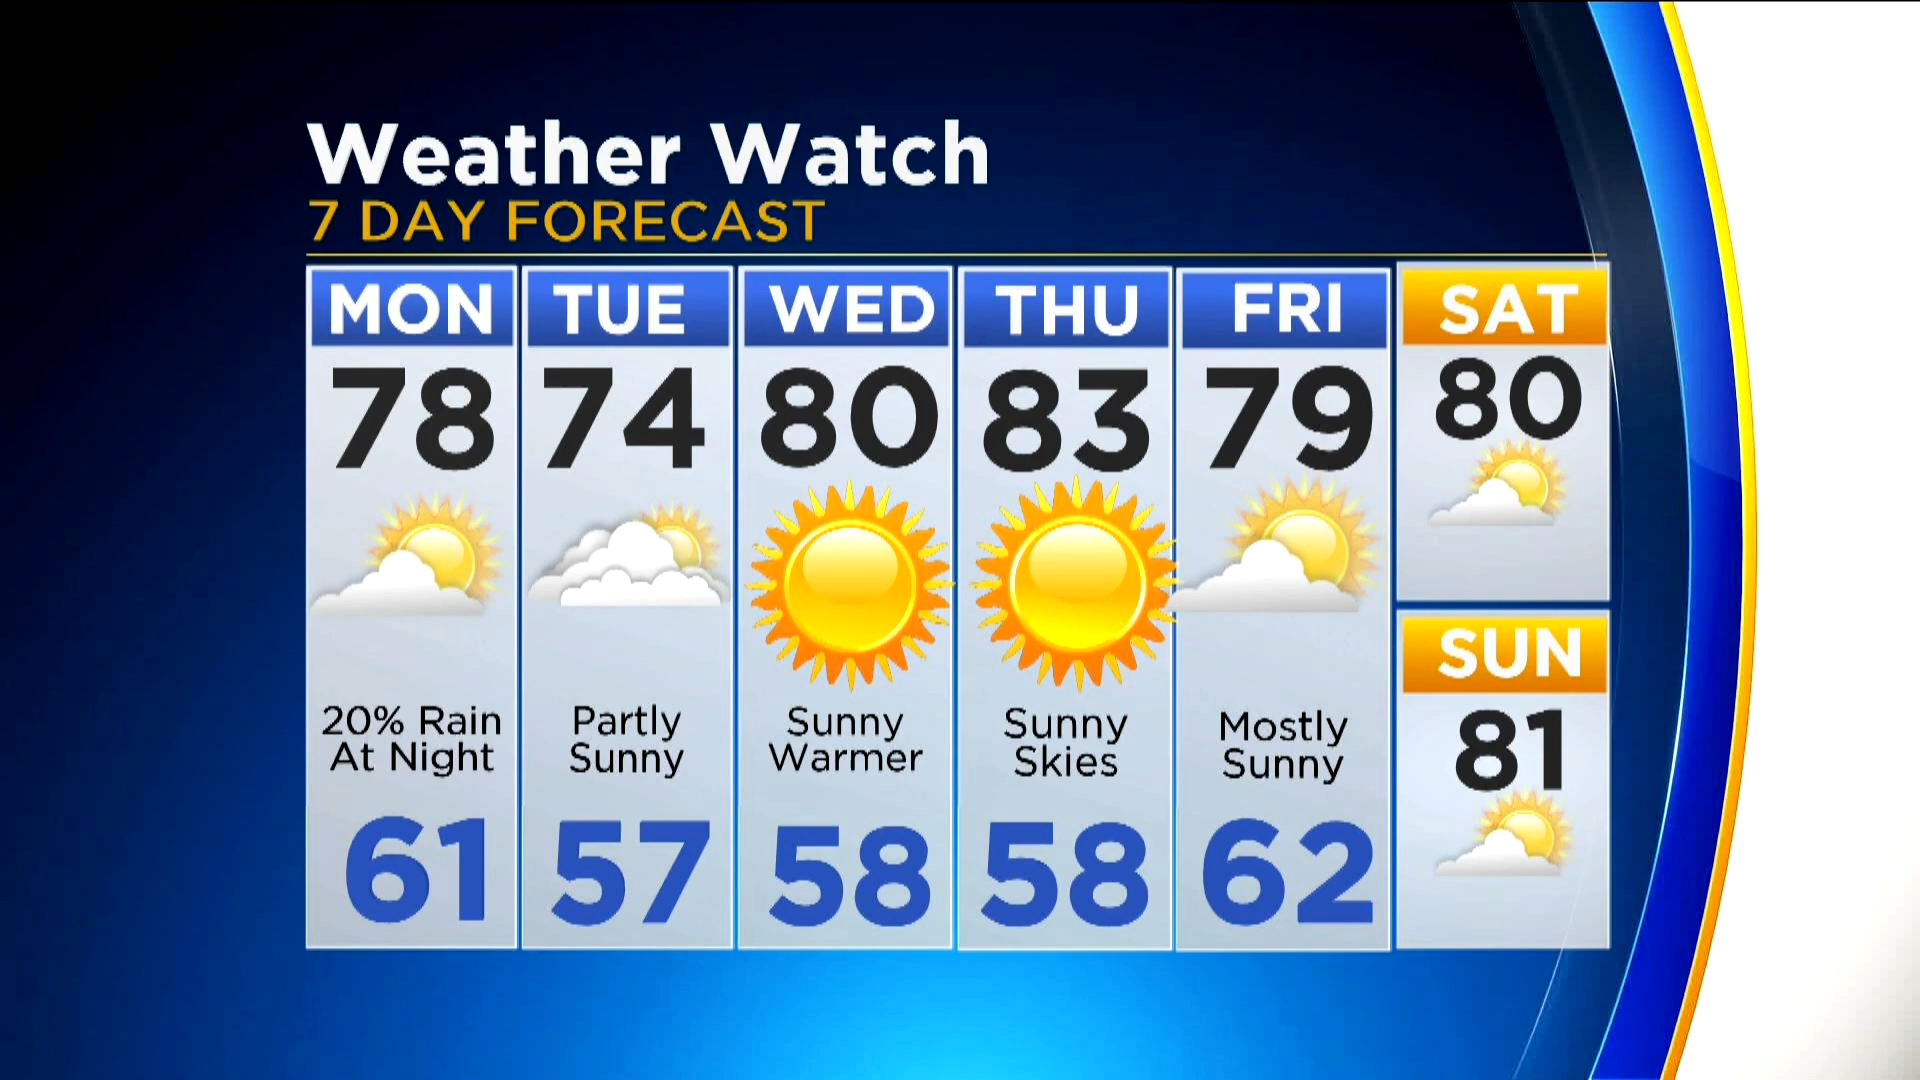 Weather Watch
7 DAY FORECAST
MON
78
20% Rain
At Night
61
TUE
74
Partly
Sunny
57
WED
80
Sunny
Warmer
58
THU
83
Sunny
Skies
58
FRI
79
Mostly
Sunny
62
SAT
80
SUN
81